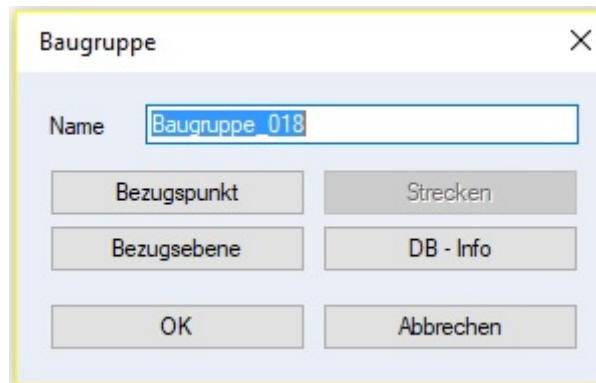 Baugruppe
Name Baugruppe_018
Bezugspunkt Strecken
Bezugsebene DB - Info
OK Abbrechen